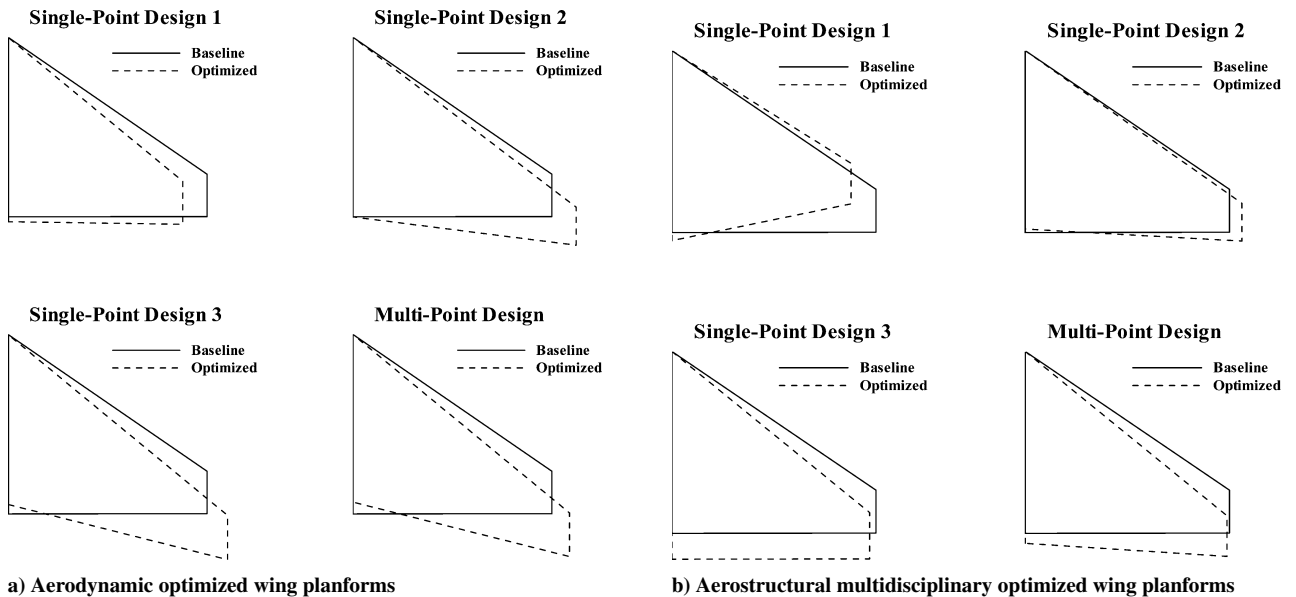 Single-Point Design 1
Baseline
Optimized
Single-Point Design 2
Baseline
Optimized
Single-Point Design 3
Baseline
Optimized
Multi-Point Design
Baseline
Optimized
a) Aerodynamic optimized wing planforms
Single-Point Design 1
Baseline
Optimized
Single-Point Design 2
Baseline
Optimized
Single-Point Design 3
Baseline
Optimized
Multi-Point Design
Baseline
Optimized
b) Aerostructural multidisciplinary optimized wing planforms